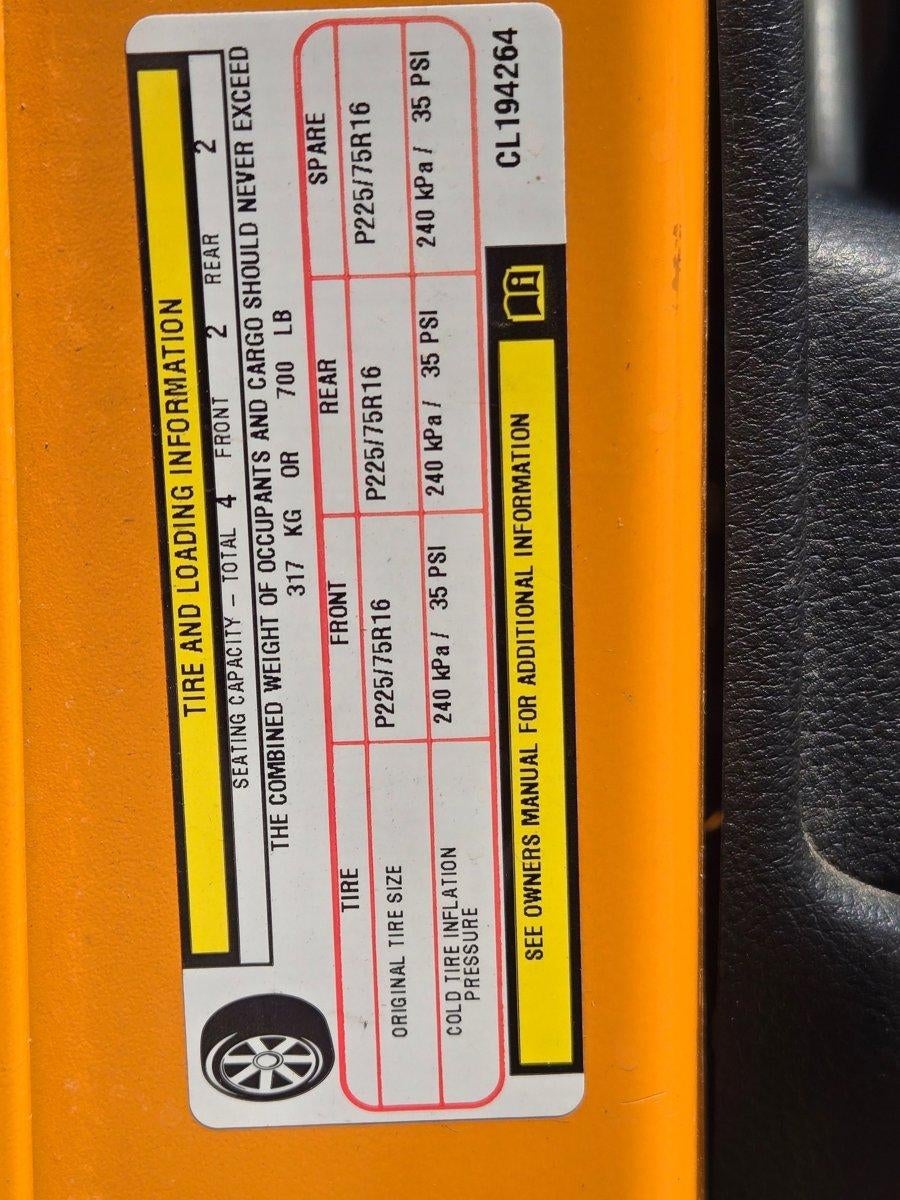 TIRE AND LOADING INFORMATION
SEATING CAPACITY – TOTAL 4 FRONT 2 REAR 2
THE COMBINED WEIGHT OF OCCUPANTS AND CARGO SHOULD NEVER EXCEED
317 KG OR 700 LB
TIRE FRONT REAR SPARE
ORIGINAL TIRE SIZE P225/75R16 P225/75R16 P225/75R16
COLD TIRE INFLATION PRESSURE 240 kPa / 35 PSI 240 kPa / 35 PSI 240 kPa / 35 PSI
SEE OWNERS MANUAL FOR ADDITIONAL INFORMATION
CL194264